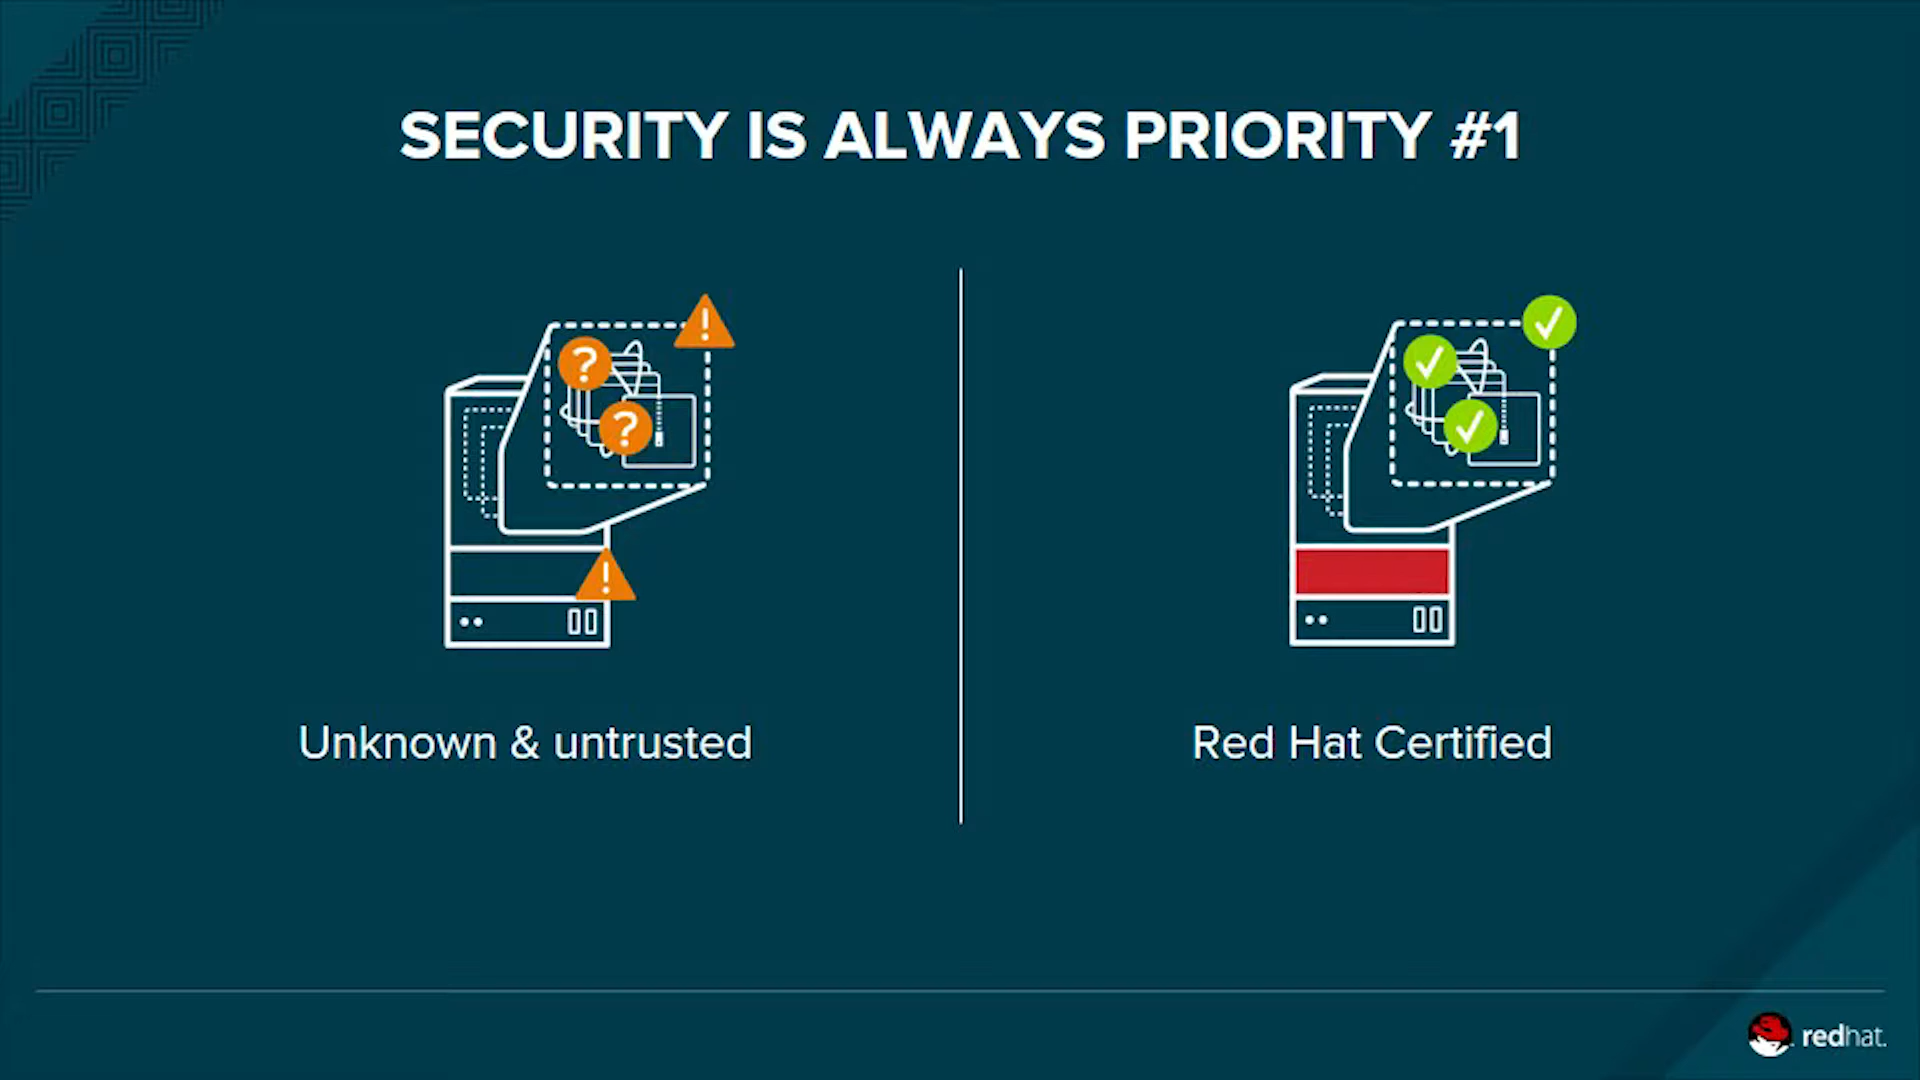 SECURITY IS ALWAYS PRIORITY #1
! ?
?
!
Unknown & untrusted
Red Hat Certified
redhat.